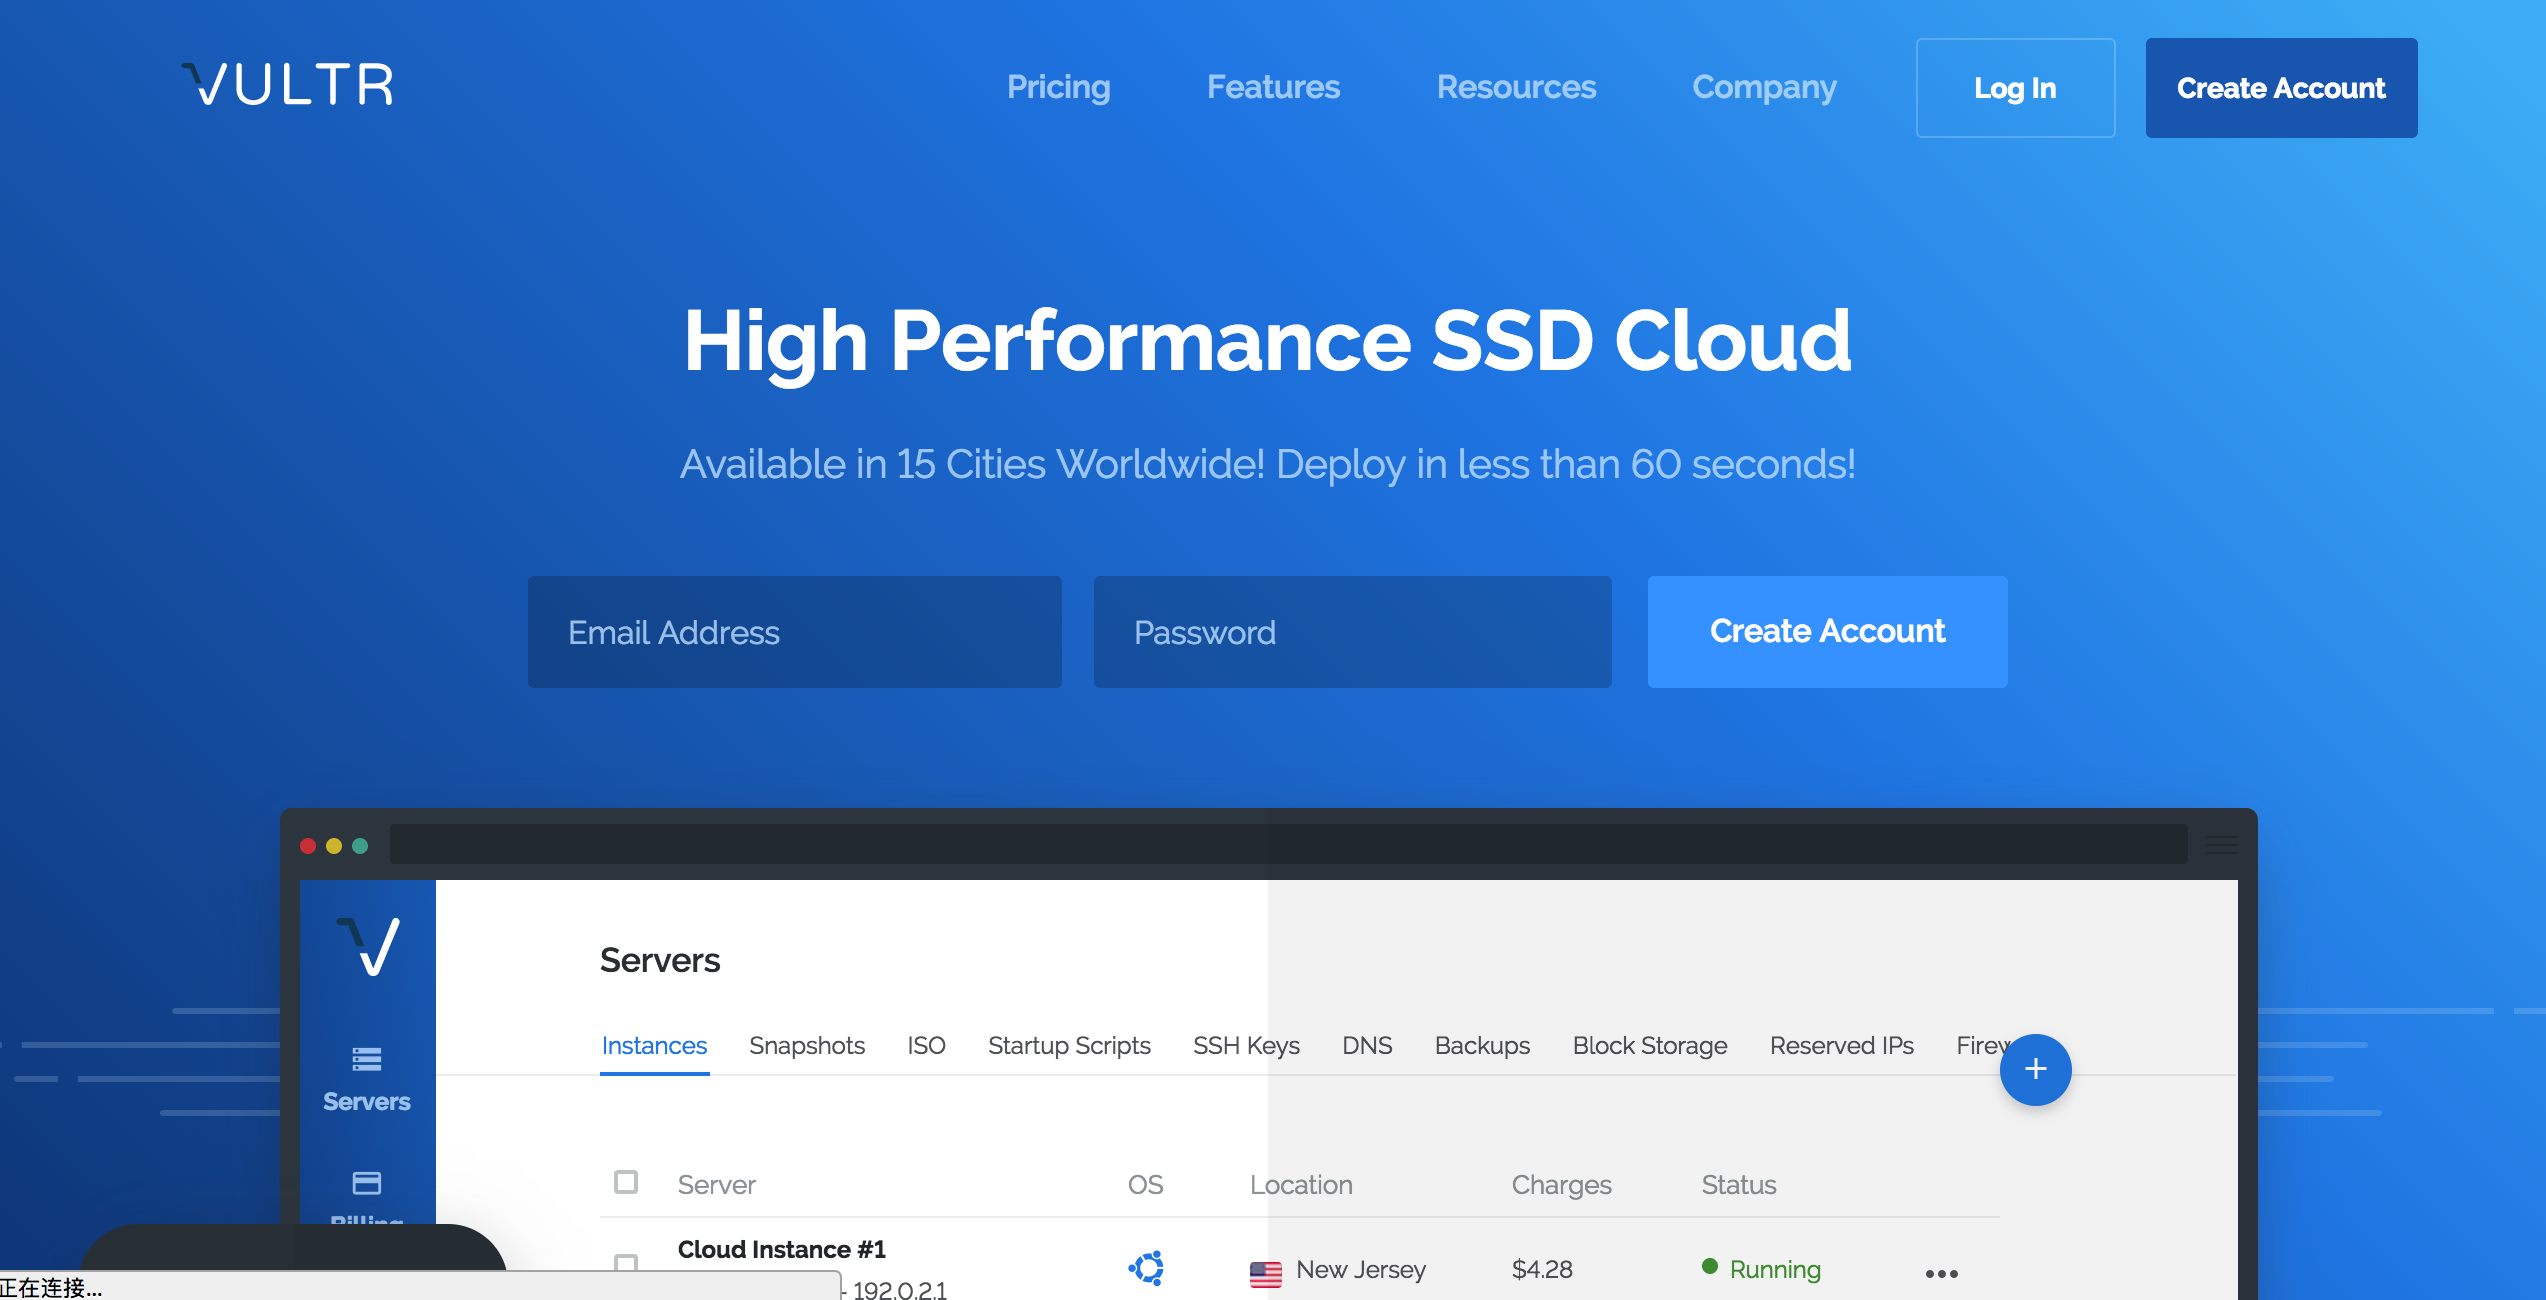 VULTR
Pricing Features Resources Company Log In Create Account
High Performance SSD Cloud
Available in 15 Cities Worldwide! Deploy in less than 60 seconds!
Email Address Password Create Account
Servers
Instances Snapshots ISO Startup Scripts SSH Keys DNS Backups Block Storage Reserved IPs Firew
+
Servers
Server OS Location Charges Status
Billing
Cloud Instance #1
New Jersey $4.28 Running
正在连接...
- 192.0.2.1